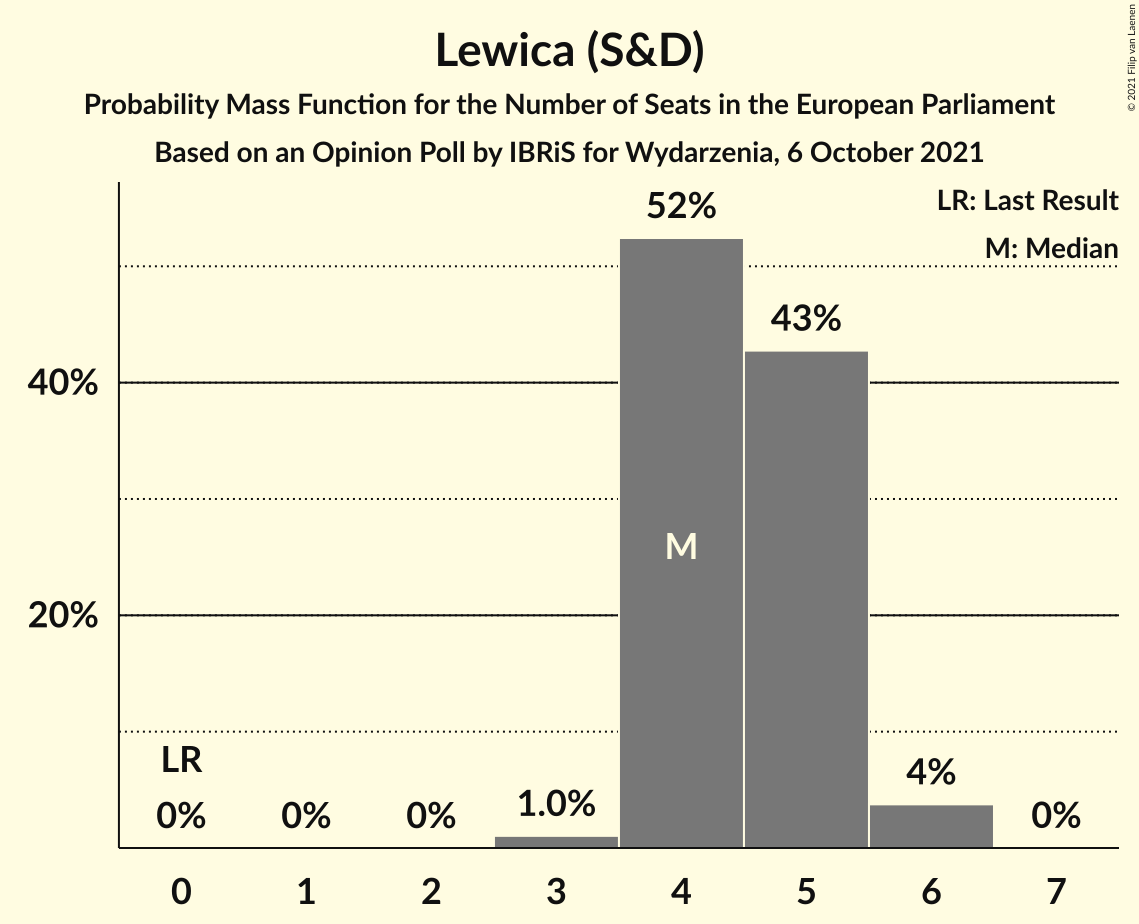 Lewica (S&D)
Probability Mass Function for the Number of Seats in the European Parliament
Based on an Opinion Poll by IBRiS for Wydarzenia, 6 October 2021
© 2021 Filip van Laenen
LR: Last Result
M: Median
52%
43%
40%
M
20%
LR
4%
1.0%
0% 0% 0% 0%
0 1 2 3 4 5 6 7